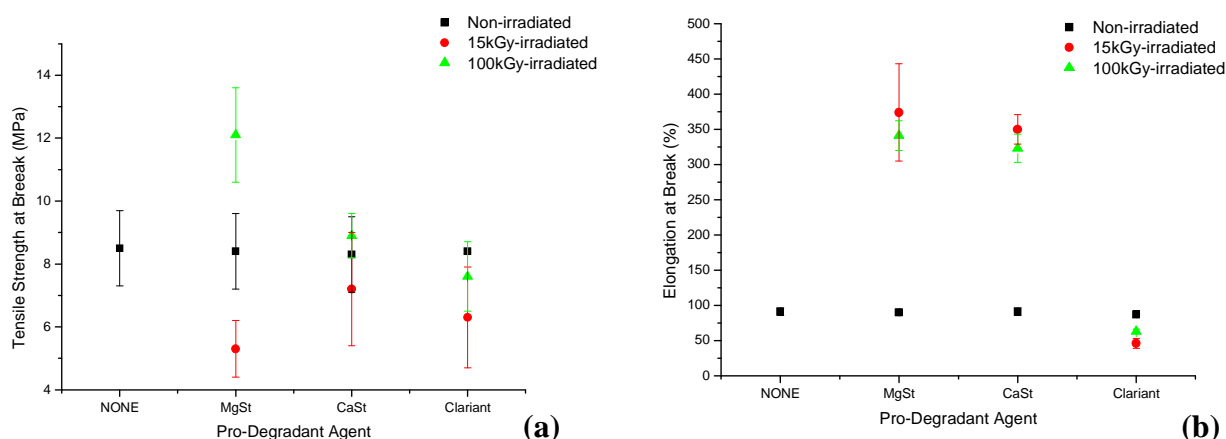 Non-irradiated
15kGy-irradiated
100kGy-irradiated
Tensile Strength at Breeak (MPa)
14
12
10
8
6
4
NONE
MgSt
CaSt
Clariant
Pro-Degradant Agent
(a)
Non-irradiated
15kGy-irradiated
100kGy-irradiated
Elongation at Break (%)
500
450
400
350
300
250
200
150
100
50
0
NONE
MgSt
CaSt
Clariant
Pro-Degradant Agent
(b)